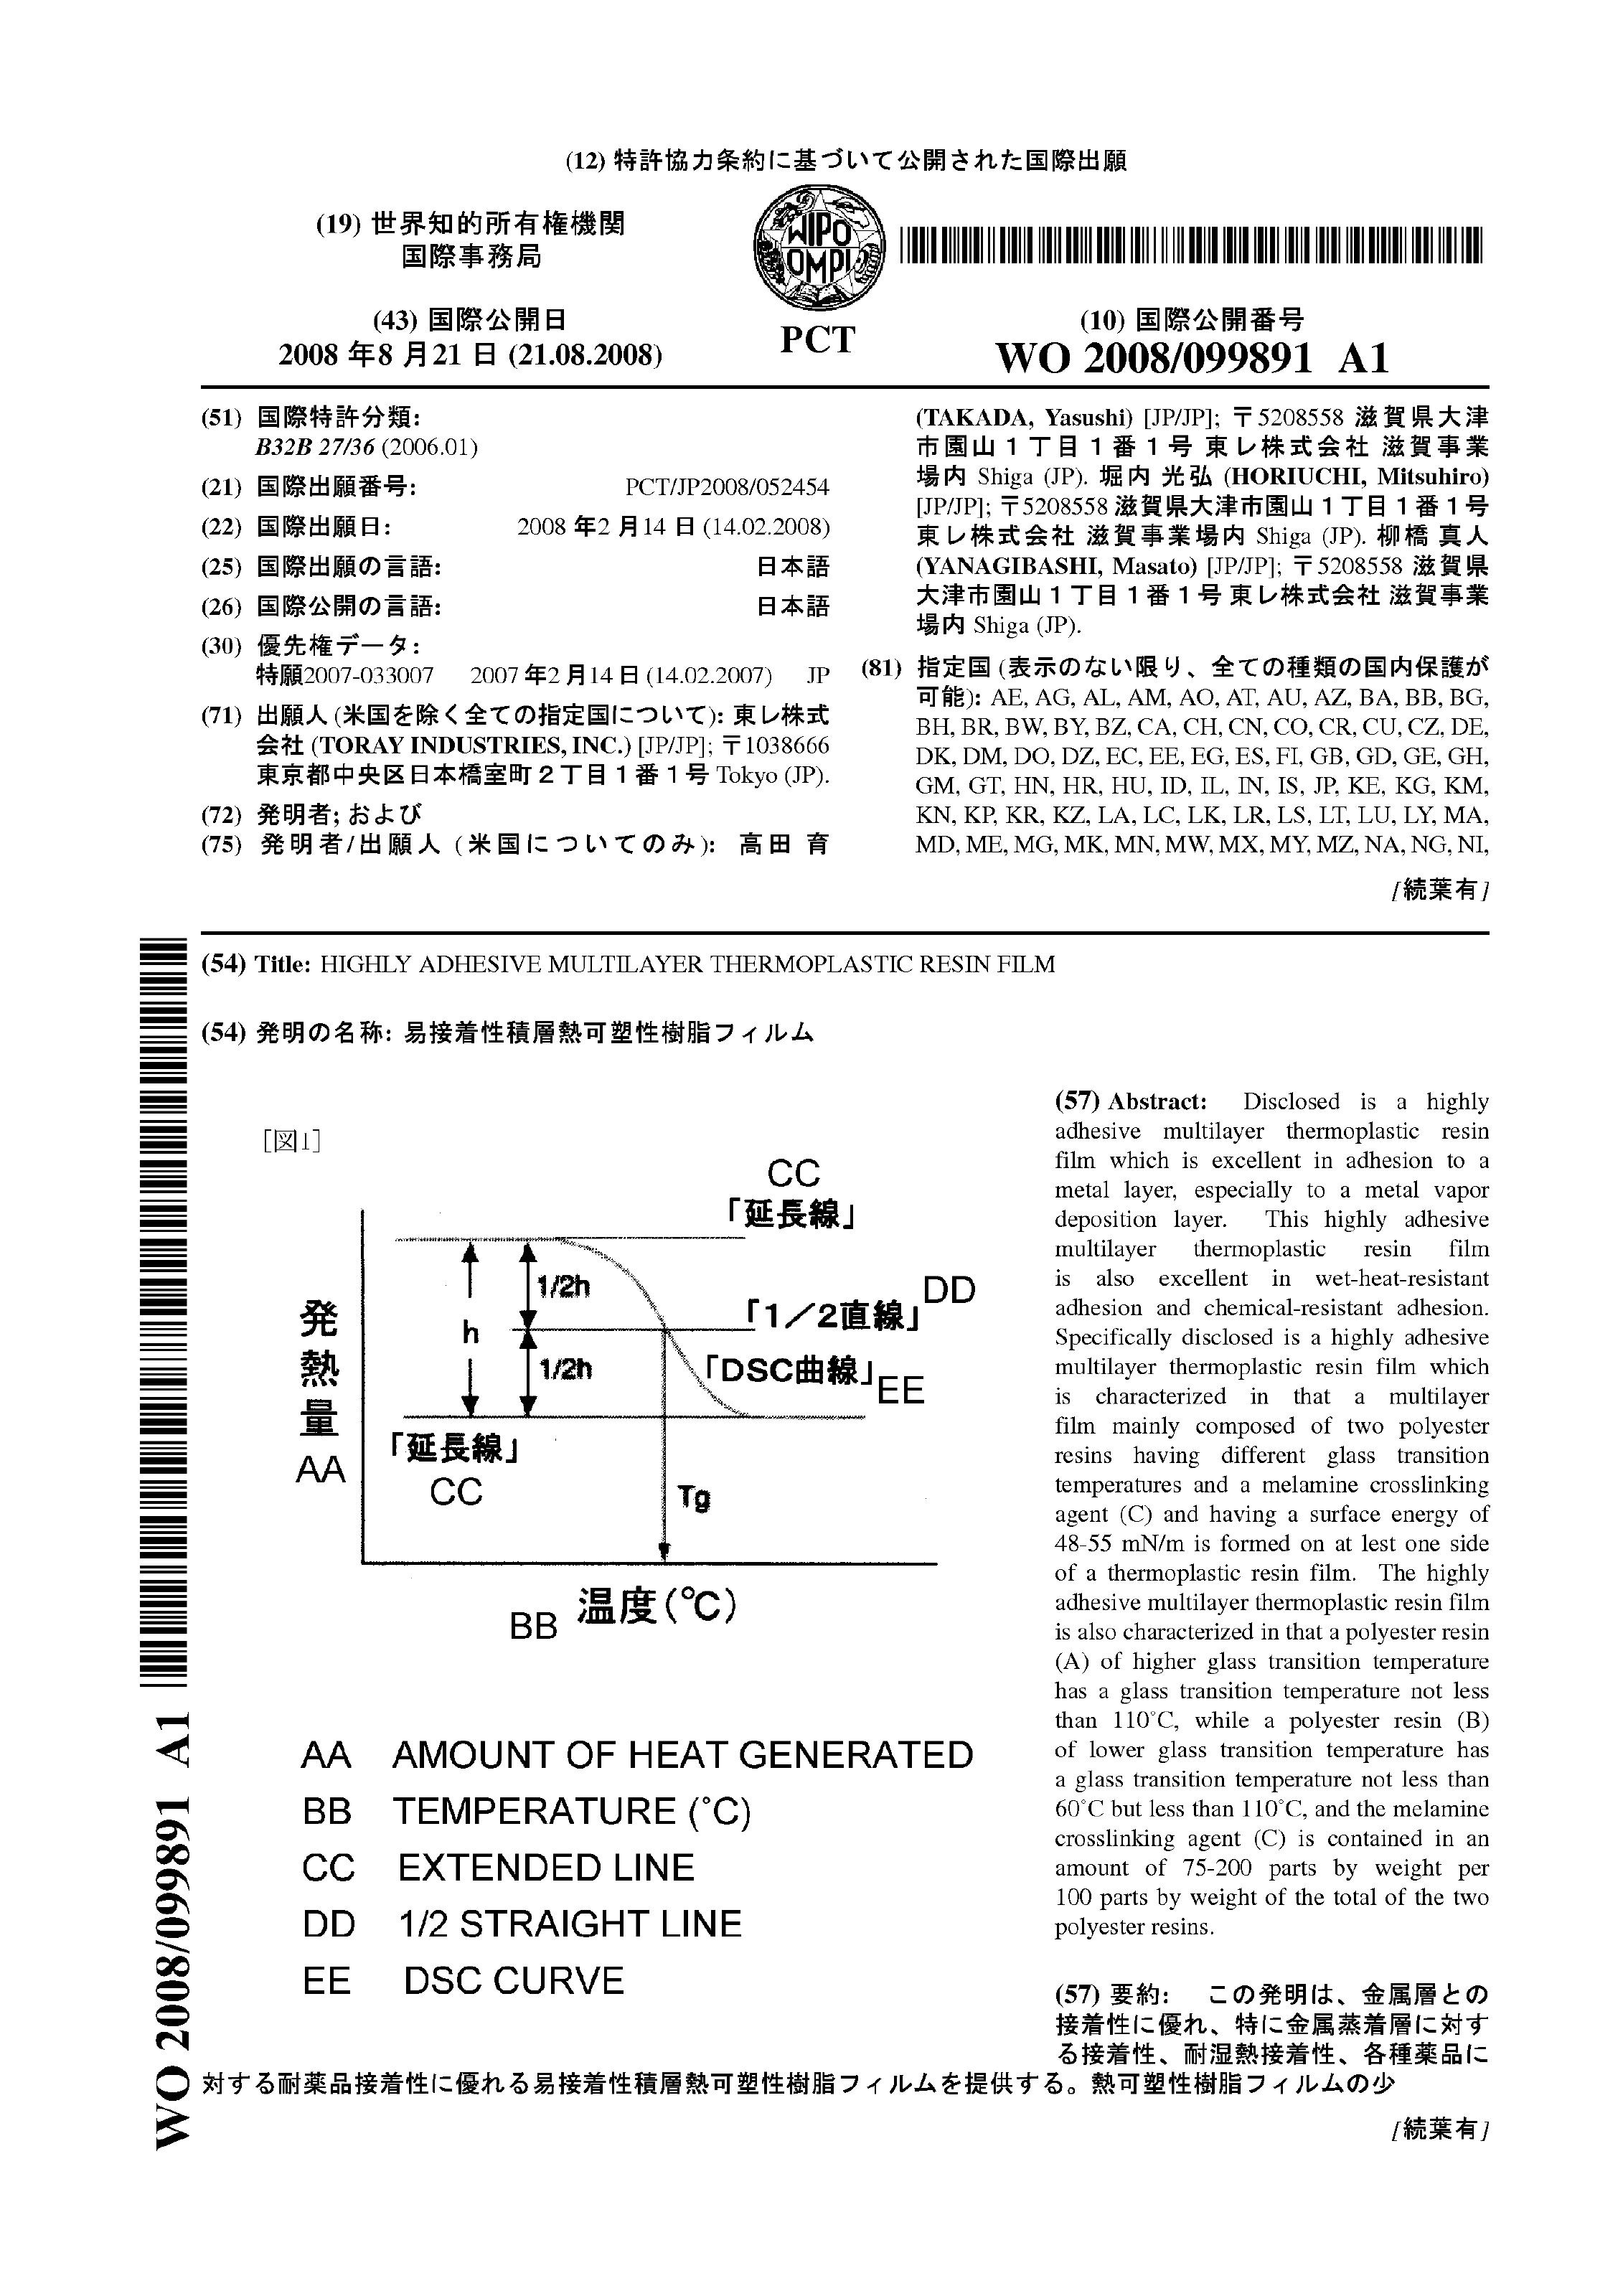 (12) 特許協力条約に基づいて公開された国際出願
(19) 世界知的所有権機関
国際事務局
WIPO
OMPI
PCT
(43) 国際公開日
2008 年8 月21 日 (21.08.2008)
(10) 国際公開番号
WO 2008/099891 A1
(51) 国際特許分類:
B32B 27/36 (2006.01)
(21) 国際出願番号: PCT/JP2008/052454
(22) 国際出願日: 2008 年2 月14 日 (14.02.2008)
(25) 国際出願の言語: 日本語
(26) 国際公開の言語: 日本語
(30) 優先権データ:
特願2007-033007 2007 年2 月14 日 (14.02.2007) JP
(71) 出願人 (米国を除く全ての指定国について): 東レ株式
会社 (TORAY INDUSTRIES, INC.) [JP/JP]; 〒1038666
東京都中央区日本橋室町2丁目1番1号 Tokyo (JP).
(72) 発明者; および
(75) 発明者/出願人 (米国についてのみ): 高田 育
(TAKADA, Yasushi) [JP/JP]; 〒5208558 滋賀県大津
市園山1丁目1番1号 東レ株式会社 滋賀事業
場内 Shiga (JP). 堀内 光弘 (HORIUCHI, Mitsuhiro)
[JP/JP]; 〒5208558 滋賀県大津市園山1丁目1番1号
東レ株式会社 滋賀事業場内 Shiga (JP). 柳橋 真人
(YANAGIBASHI, Masato) [JP/JP]; 〒5208558 滋賀県
大津市園山1丁目1番1号 東レ株式会社 滋賀事業
場内 Shiga (JP).
(81) 指定国 (表示のない限り、全ての種類の国内保護が
可能): AE, AG, AL, AM, AO, AT, AU, AZ, BA, BB, BG,
BH, BR, BW, BY, BZ, CA, CH, CN, CO, CR, CU, CZ, DE,
DK, DM, DO, DZ, EC, EE, EG, ES, FI, GB, GD, GE, GH,
GM, GT, HN, HR, HU, ID, IL, IN, IS, JP, KE, KG, KM,
KN, KP, KR, KZ, LA, LC, LK, LR, LS, LT, LU, LY, MA,
MD, ME, MG, MK, MN, MW, MX, MY, MZ, NA, NG, NI,
[続葉有]
(54) Title: HIGHLY ADHESIVE MULTILAYER THERMOPLASTIC RESIN FILM
(54) 発明の名称: 易接着性積層熱可塑性樹脂フィルム
[図1]
CC
「延長線」
1/2h
DD
「1/2直線」
h
1/2h
「DSC曲線」
EE
発熱量
AA
「延長線」
CC
Tg
BB 温度(℃)
AA AMOUNT OF HEAT GENERATED
BB TEMPERATURE (°C)
CC EXTENDED LINE
DD 1/2 STRAIGHT LINE
EE DSC CURVE
(57) Abstract: Disclosed is a highly
adhesive multilayer thermoplastic resin
film which is excellent in adhesion to a
metal layer, especially to a metal vapor
deposition layer. This highly adhesive
multilayer thermoplastic resin film
is also excellent in wet-heat-resistant
adhesion and chemical-resistant adhesion.
Specifically disclosed is a highly adhesive
multilayer thermoplastic resin film which
is characterized in that a multilayer
film mainly composed of two polyester
resins having different glass transition
temperatures and a melamine crosslinking
agent (C) and having a surface energy of
48-55 mN/m is formed on at lest one side
of a thermoplastic resin film. The highly
adhesive multilayer thermoplastic resin film
is also characterized in that a polyester resin
(A) of higher glass transition temperature
has a glass transition temperature not less
than 110°C, while a polyester resin (B)
of lower glass transition temperature has
a glass transition temperature not less than
60°C but less than 110°C, and the melamine
crosslinking agent (C) is contained in an
amount of 75-200 parts by weight per
100 parts by weight of the total of the two
polyester resins.
(57) 要約: この発明は、金属層との
接着性に優れ、特に金属蒸着層に対す
る接着性、耐湿熱接着性、各種薬品に
対する耐薬品接着性に優れる易接着性積層熱可塑性樹脂フィルムを提供する。熱可塑性樹脂フィルムの少
[続葉有]
WO 2008/099891 A1